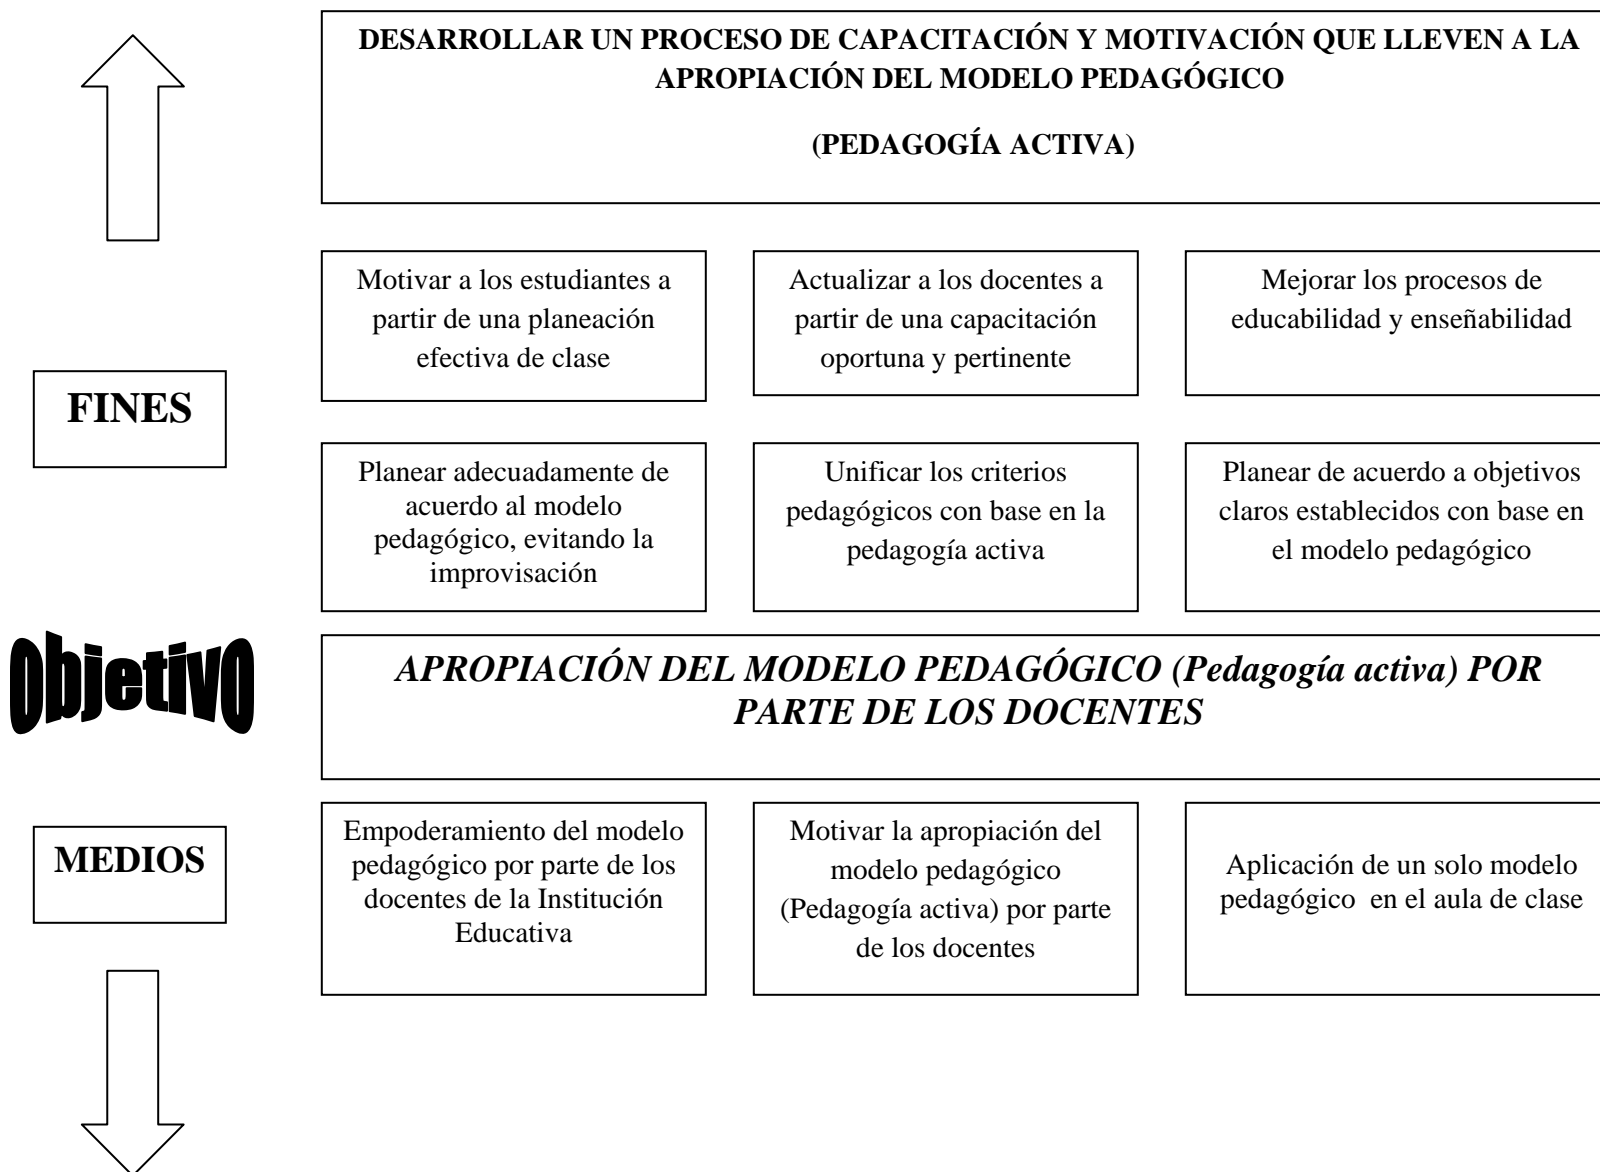 DESARROLLAR UN PROCESO DE CAPACITACIÓN Y MOTIVACIÓN QUE LLEVEN A LA
APROPIACIÓN DEL MODELO PEDAGÓGICO
(PEDAGOGÍA ACTIVA)
Motivar a los estudiantes a
partir de una planeación
efectiva de clase
Actualizar a los docentes a
partir de una capacitación
oportuna y pertinente
Mejorar los procesos de
educabilidad y enseñabilidad
FINES
Planear adecuadamente de
acuerdo al modelo
pedagógico, evitando la
improvisación
Unificar los criterios
pedagógicos con base en la
pedagogía activa
Planear de acuerdo a objetivos
claros establecidos con base en
el modelo pedagógico
Objetivo
APROPIACIÓN DEL MODELO PEDAGÓGICO (Pedagogía activa) POR
PARTE DE LOS DOCENTES
MEDIOS
Empoderamiento del modelo
pedagógico por parte de los
docentes de la Institución
Educativa
Motivar la apropiación del
modelo pedagógico
(Pedagogía activa) por parte
de los docentes
Aplicación de un solo modelo
pedagógico  en el aula de clase